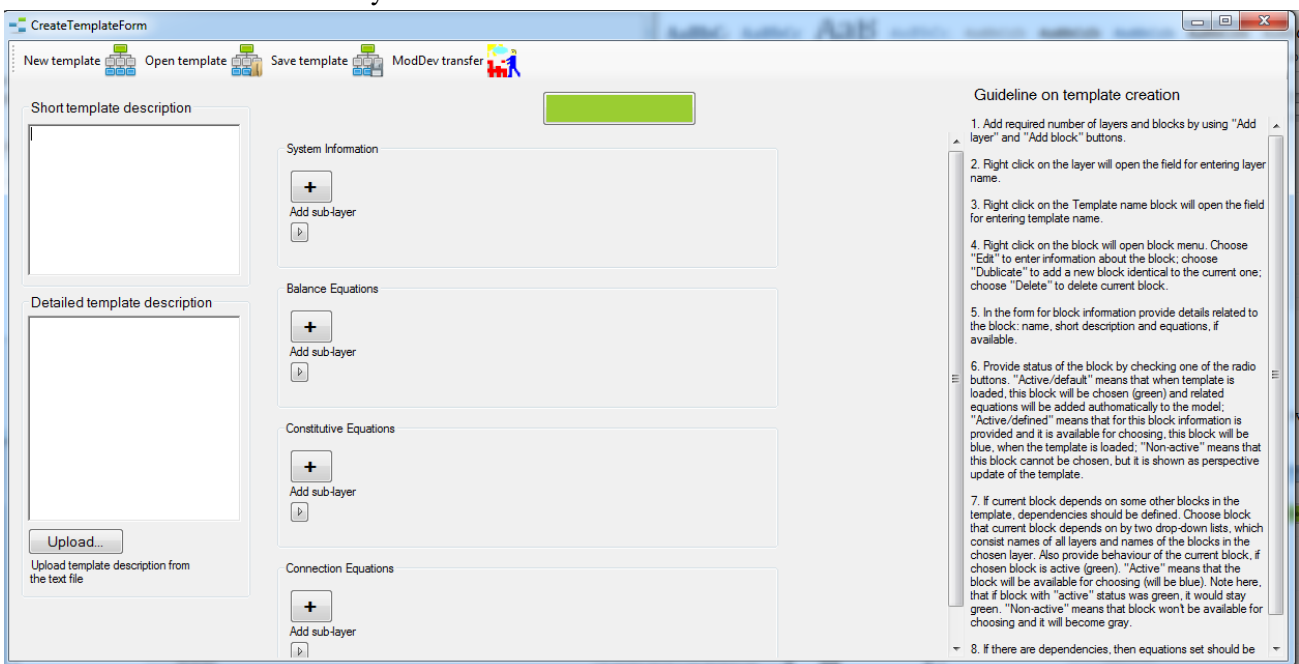 CreateTemplateForm
New template Open template Save template ModDev transfer
Short template description
Detailed template description
Upload...
Upload template description from
the text file
System Information
+
Add sub-layer
Balance Equations
+
Add sub-layer
Constitutive Equations
+
Add sub-layer
Connection Equations
+
Add sub-layer
Guideline on template creation
1. Add required number of layers and blocks by using "Add
layer" and "Add block" buttons.
2. Right click on the layer will open the field for entering layer
name.
3. Right click on the Template name block will open the field
for entering template name.
4. Right click on the block will open block menu. Choose
"Edit" to enter information about the block; choose
"Dublicate" to add a new block identical to the current one;
choose "Delete" to delete current block.
5. In the form for block information provide details related to
the block: name, short description and equations, if
available.
6. Provide status of the block by checking one of the radio
buttons. "Active/default" means that when template is
loaded, this block will be chosen (green) and related
equations will be added authomatically to the model;
"Active/defined" means that for this block information is
provided and it is available for choosing, this block will be
blue, when the template is loaded; "Non-active" means that
this block cannot be chosen, but it is shown as perspective
update of the template.
7. If current block depends on some other blocks in the
template, dependencies should be defined. Choose block
that current block depends on by two drop-down lists, which
consist names of all layers and names of the blocks in the
chosen layer. Also provide behaviour of the current block, if
chosen block is active (green). "Active" means that the
block will be available for choosing (will be blue). Note here,
that if block with "active" status was green, it would stay
green. "Non-active" means that block won't be available for
choosing and it will become gray.
8. If there are dependencies, then equations set should be